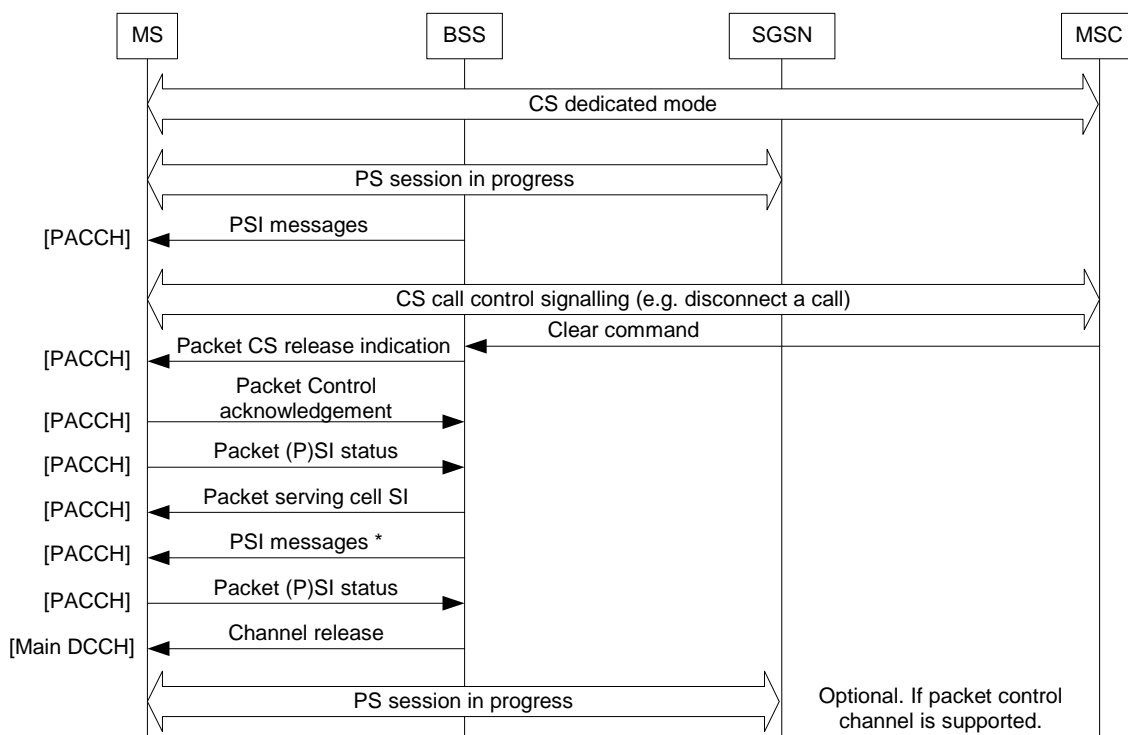 MS
BSS
SGSN
MSC
CS dedicated mode
PS session in progress
PSI messages
[PACCH]
CS call control signalling (e.g. disconnect a call)
Clear command
Packet CS release indication
[PACCH]
Packet Control
acknowledgement
[PACCH]
Packet (P)SI status
[PACCH]
Packet serving cell SI
[PACCH]
PSI messages *
[PACCH]
Packet (P)SI status
[PACCH]
Channel release
[Main DCCH]
PS session in progress
Optional. If packet control
channel is supported.